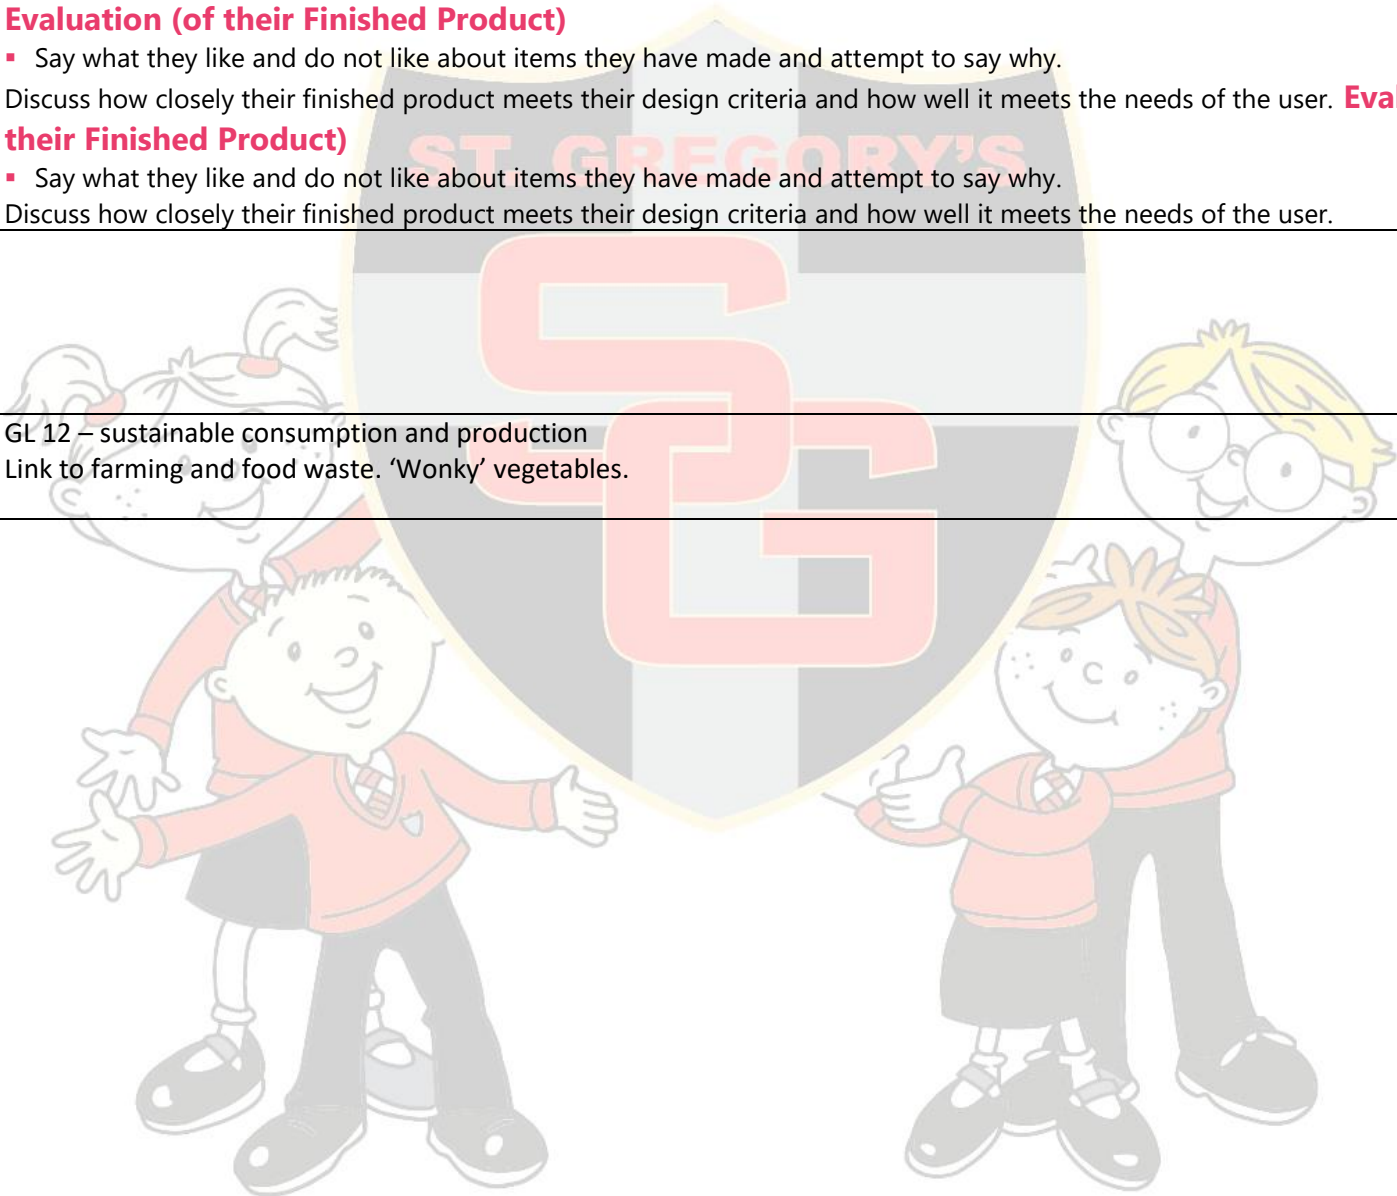 Evaluation (of their Finished Product)
▪ Say what they like and do not like about items they have made and attempt to say why.
Discuss how closely their finished product meets their design criteria and how well it meets the needs of the user. Eval
their Finished Product)
▪ Say what they like and do not like about items they have made and attempt to say why.
ST. GREGORY'S
Discuss how closely their finished product meets their design criteria and how well it meets the needs of the user.
SG
GL 12 – sustainable consumption and production
Link to farming and food waste. ‘Wonky’ vegetables.